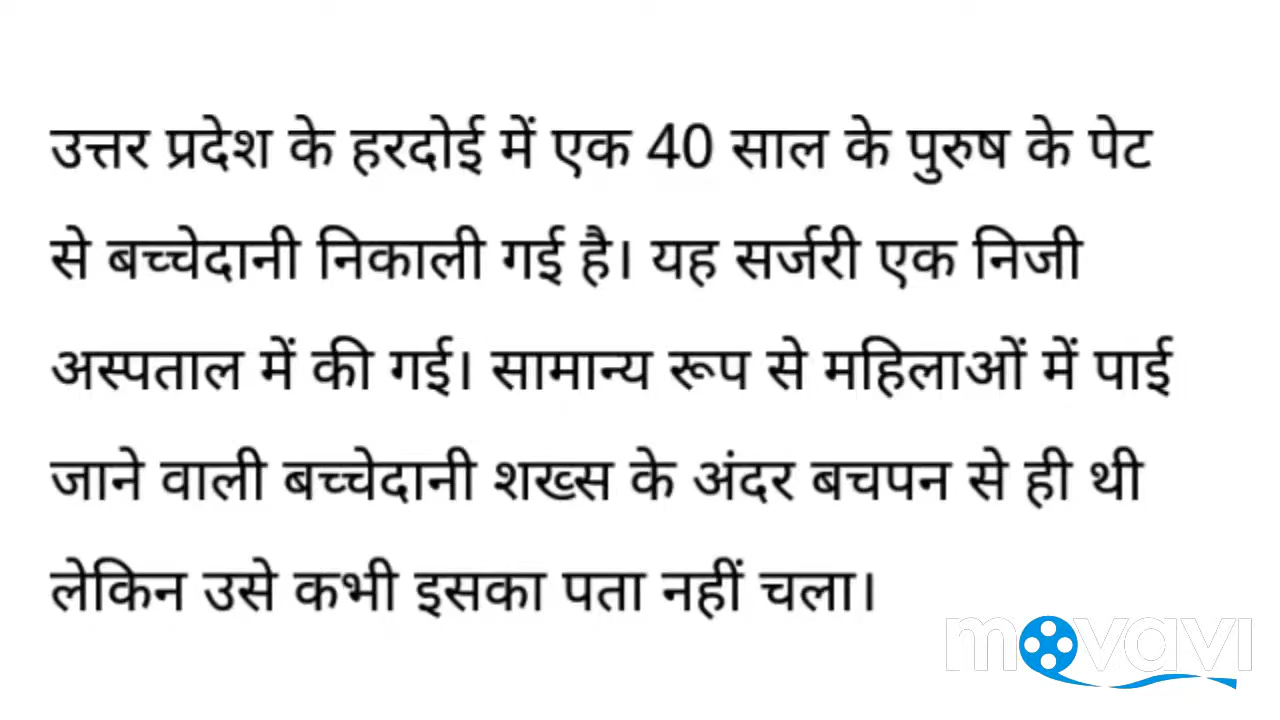 उत्तर प्रदेश के हरदोई में एक 40 साल के पुरुष के पेट
से बच्चेदानी निकाली गई है। यह सर्जरी एक निजी
अस्पताल में की गई। सामान्य रूप से महिलाओं में पाई
जाने वाली बच्चेदानी शख्स के अंदर बचपन से ही थी
लेकिन उसे कभी इसका पता नहीं चला।
movavi